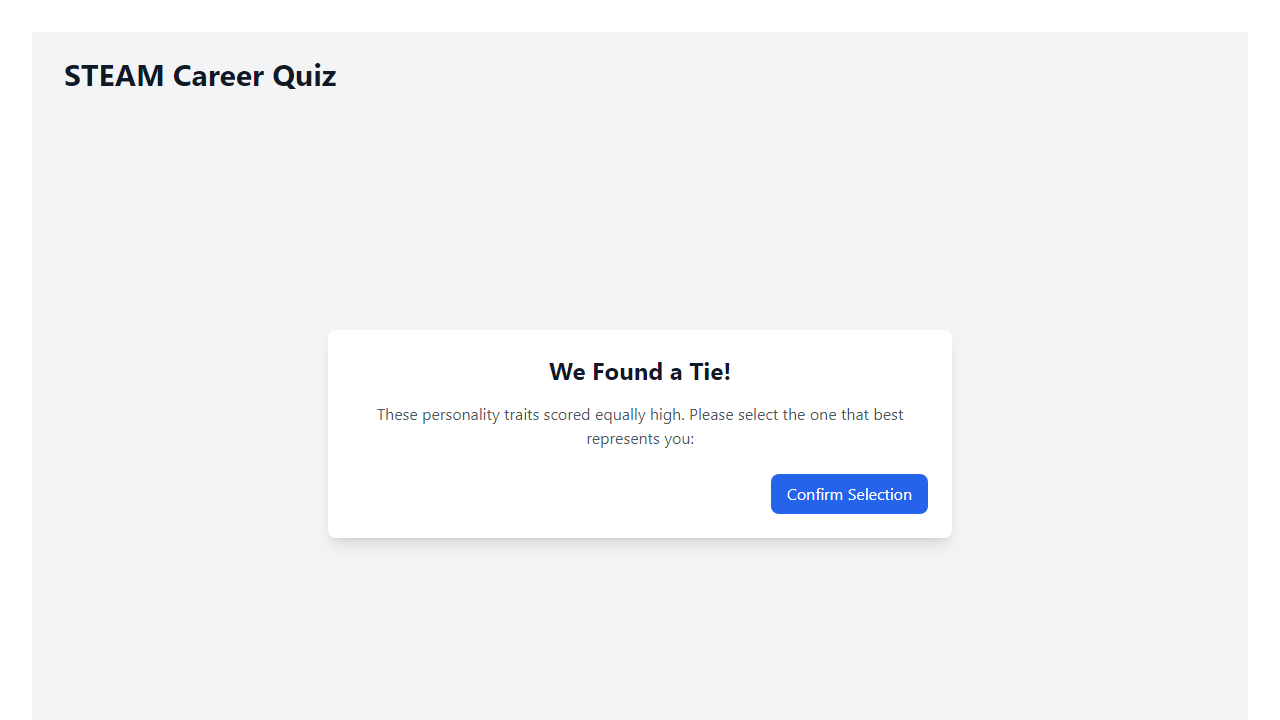 STEAM Career Quiz
We Found a Tie!
These personality traits scored equally high. Please select the one that best
represents you:
Confirm Selection